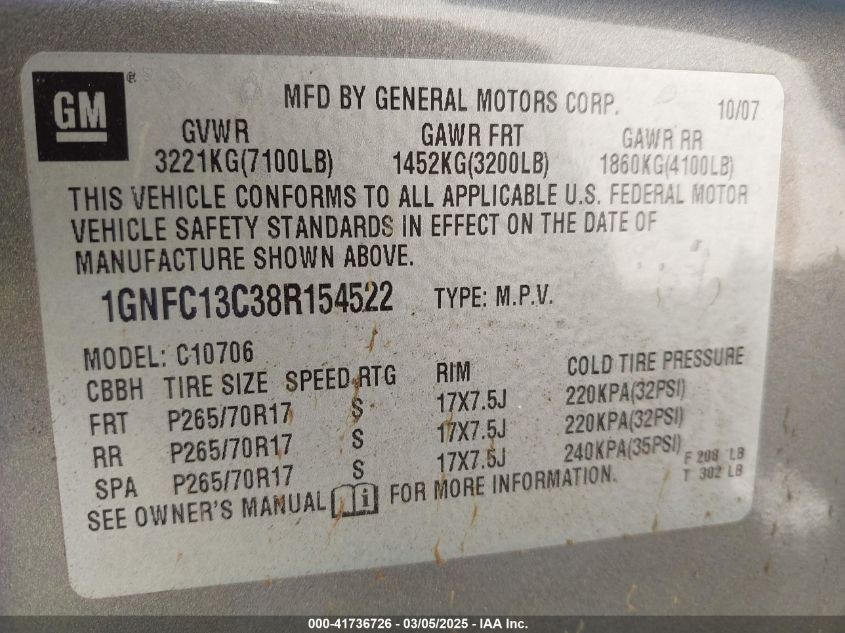 GM ®
MFD BY GENERAL MOTORS CORP. 10/07
GVWR GAWR FRT GAWR RR
3221KG(7100LB) 1452KG(3200LB) 1860KG(4100LB)
THIS VEHICLE CONFORMS TO ALL APPLICABLE U.S. FEDERAL MOTOR
VEHICLE SAFETY STANDARDS IN EFFECT ON THE DATE OF
MANUFACTURE SHOWN ABOVE.
1GNFC13C38R154522 TYPE: M.P.V.
MODEL: C10706
CBBH TIRE SIZE SPEED RTG RIM COLD TIRE PRESSURE
FRT P265/70R17 S 17X7.5J 220KPA(32PSI)
RR P265/70R17 S 17X7.5J 220KPA(32PSI)
SPA P265/70R17 S 17X7.5J 240KPA(35PSI)
F 208 LB
T 302 LB
SEE OWNER'S MANUAL i FOR MORE INFORMATION.
000-41736726 - 03/05/2025 - IAA Inc.